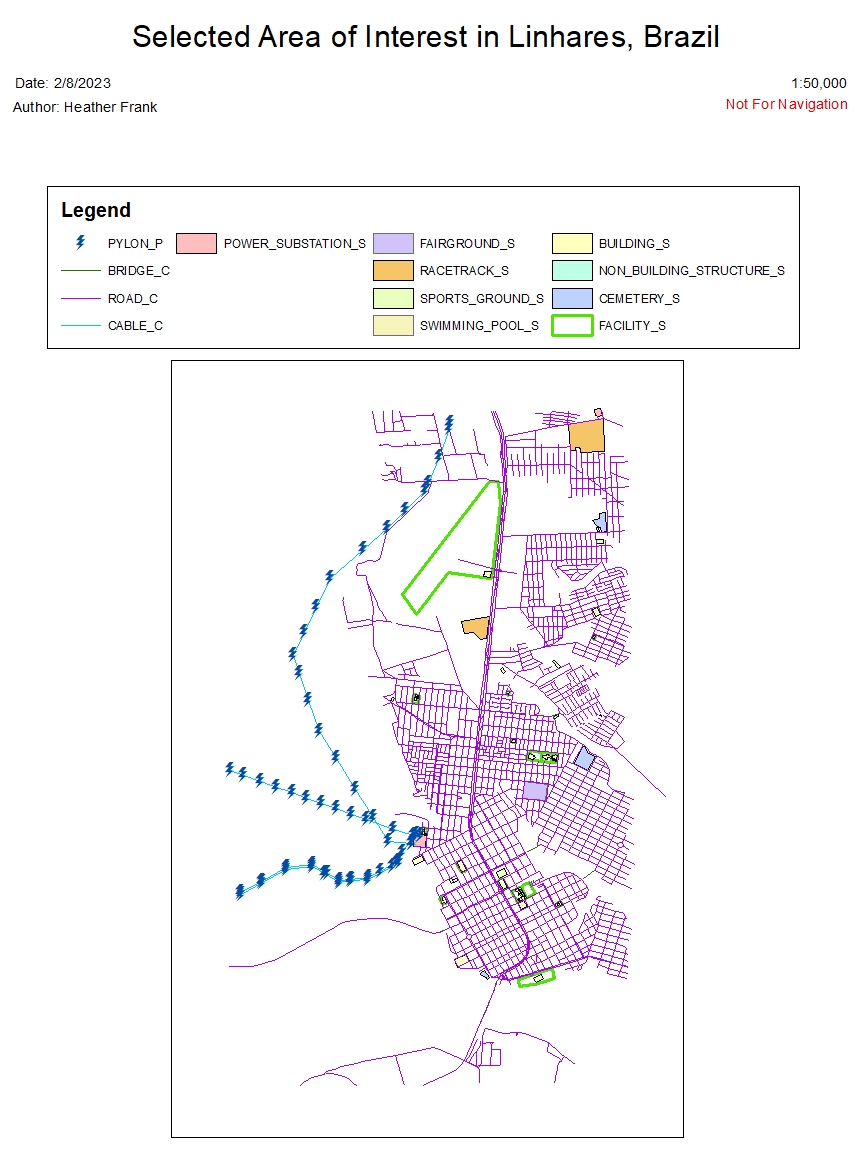 Selected Area of Interest in Linhares, Brazil
Date: 2/8/2023
1:50,000
Author: Heather Frank
Not For Navigation
Legend
PYLON_P
POWER_SUBSTATION_S
FAIRGROUND_S
BUILDING_S
BRIDGE_C
RACETRACK_S
NON_BUILDING_STRUCTURE_S
ROAD_C
SPORTS_GROUND_S
CEMETERY_S
CABLE_C
SWIMMING_POOL_S
FACILITY_S